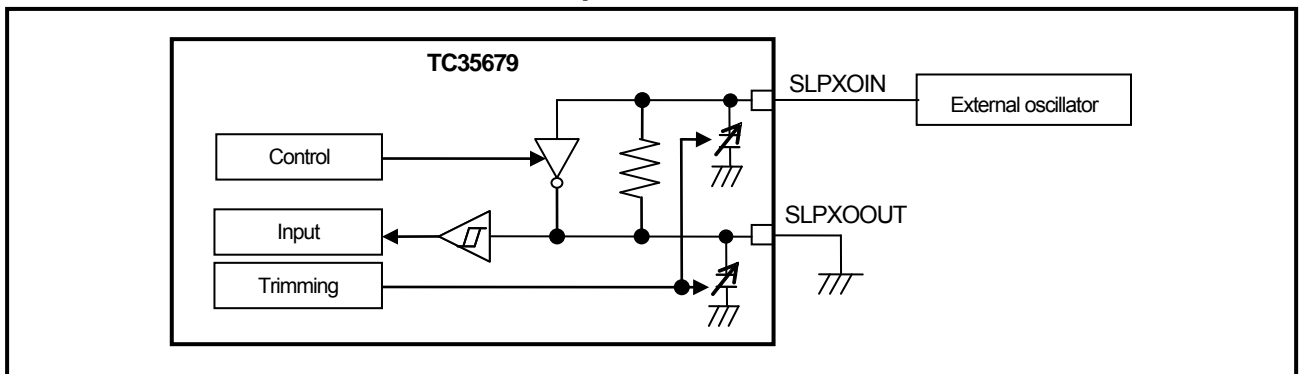 TC35679
SLPXOIN
External oscillator
Control
SLPXOOUT
Input
Trimming